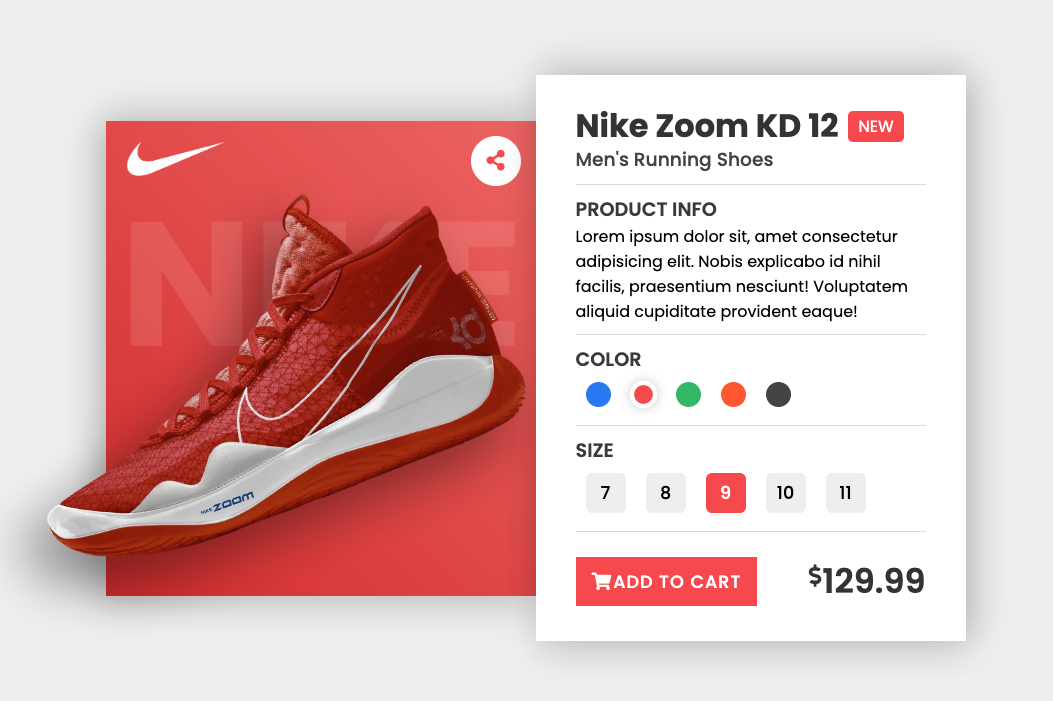 NIKE
NIKE ZOOM
Nike Zoom KD 12 NEW
Men's Running Shoes
PRODUCT INFO
Lorem ipsum dolor sit, amet consectetur
adipisicing elit. Nobis explicabo id nihil
facilis, praesentium nesciunt! Voluptatem
aliquid cupiditate provident eaque!
COLOR
SIZE
7 8 9 10 11
ADD TO CART $129.99